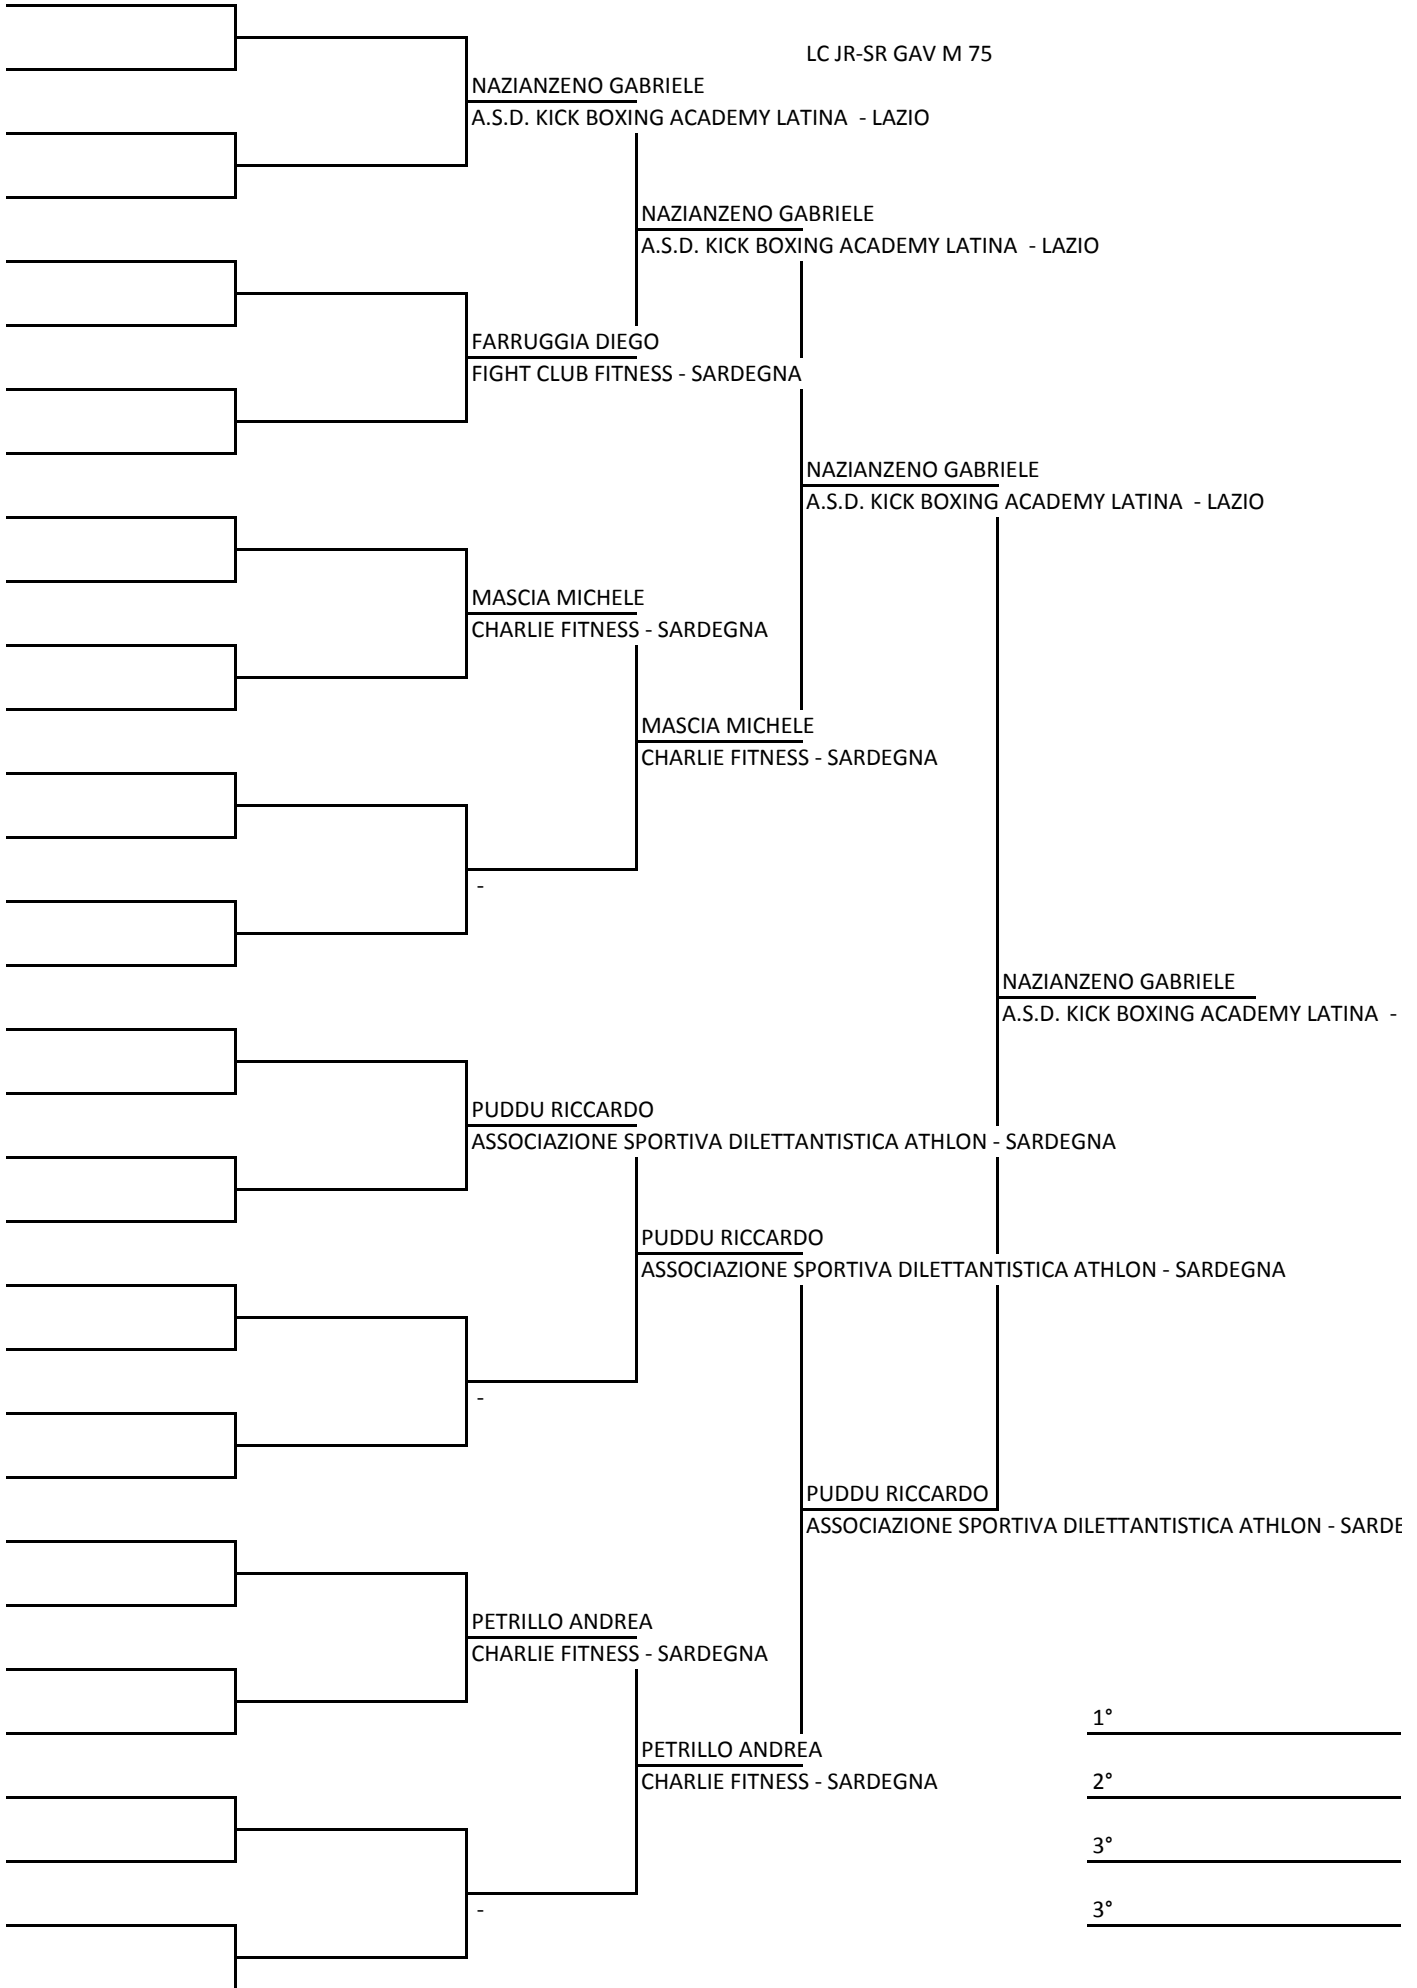 LC JR-SR GAV M 75
NAZIANZENO GABRIELE
A.S.D. KICK BOXING ACADEMY LATINA  - LAZIO
NAZIANZENO GABRIELE
A.S.D. KICK BOXING ACADEMY LATINA  - LAZIO
FARRUGGIA DIEGO
FIGHT CLUB FITNESS - SARDEGNA
NAZIANZENO GABRIELE
A.S.D. KICK BOXING ACADEMY LATINA  - LAZIO
MASCIA MICHELE
CHARLIE FITNESS - SARDEGNA
MASCIA MICHELE
CHARLIE FITNESS - SARDEGNA
-
NAZIANZENO GABRIELE
A.S.D. KICK BOXING ACADEMY LATINA  -
PUDDU RICCARDO
ASSOCIAZIONE SPORTIVA DILETTANTISTICA ATHLON - SARDEGNA
PUDDU RICCARDO
ASSOCIAZIONE SPORTIVA DILETTANTISTICA ATHLON - SARDEGNA
-
PUDDU RICCARDO
ASSOCIAZIONE SPORTIVA DILETTANTISTICA ATHLON - SARDE
PETRILLO ANDREA
CHARLIE FITNESS - SARDEGNA
1°
PETRILLO ANDREA
CHARLIE FITNESS - SARDEGNA
2°
3°
-
3°